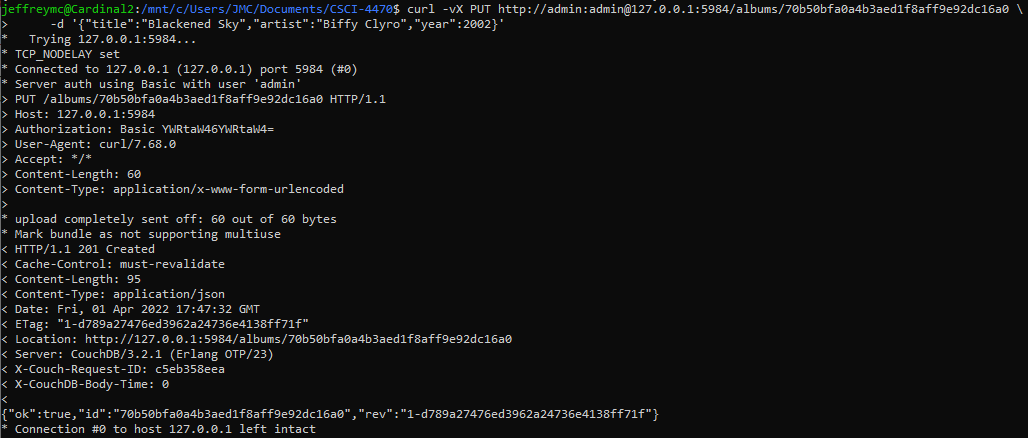 jeffreymc@Cardinal2:/mnt/c/Users/JMC/Documents/CSCI-4470$ curl -vX PUT http://admin:admin@127.0.0.1:5984/albums/70b50bfa0a4b3aed1f8aff9e92dc16a0 \
>      -d '{"title":"Blackened Sky","artist":"Biffy Clyro","year":2002}'
*   Trying 127.0.0.1:5984...
* TCP_NODELAY set
* Connected to 127.0.0.1 (127.0.0.1) port 5984 (#0)
* Server auth using Basic with user 'admin'
> PUT /albums/70b50bfa0a4b3aed1f8aff9e92dc16a0 HTTP/1.1
> Host: 127.0.0.1:5984
> Authorization: Basic YWRtaW46YWRtaW4=
> User-Agent: curl/7.68.0
> Accept: */*
> Content-Length: 60
> Content-Type: application/x-www-form-urlencoded
>
* upload completely sent off: 60 out of 60 bytes
* Mark bundle as not supporting multiuse
< HTTP/1.1 201 Created
< Cache-Control: must-revalidate
< Content-Length: 95
< Content-Type: application/json
< Date: Fri, 01 Apr 2022 17:47:32 GMT
< ETag: "1-d789a27476ed3962a24736e4138ff71f"
< Location: http://127.0.0.1:5984/albums/70b50bfa0a4b3aed1f8aff9e92dc16a0
< Server: CouchDB/3.2.1 (Erlang OTP/23)
< X-Couch-Request-ID: c5eb358eea
< X-CouchDB-Body-Time: 0
<
{"ok":true,"id":"70b50bfa0a4b3aed1f8aff9e92dc16a0","rev":"1-d789a27476ed3962a24736e4138ff71f"}
* Connection #0 to host 127.0.0.1 left intact